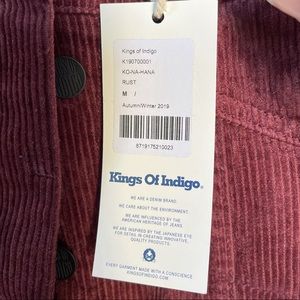 Kings of Indigo
K190700001
KO-NA-HANA
RUST
M /
Autumn/Winter 2019
8719175210023
Kings Of Indigo®
WE ARE A DENIM BRAND.
WE CARE ABOUT THE ENVIRONMENT.
WE ARE INFLUENCED BY THE
AMERICAN HERITAGE OF JEANS.
WE ARE INSPIRED BY THE JAPANESE EYE
FOR DETAIL IN CREATING INNOVATIVE,
QUALITY PRODUCTS.
EVERY GARMENT MADE WITH A CONSCIENCE
KINGSOFINDIGO.COM